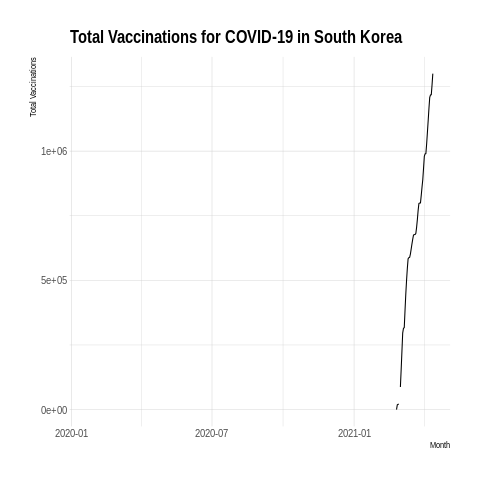 Total Vaccinations for COVID-19 in South Korea
Total Vaccinations
1e+06
5e+05
0e+00
2020-01 2020-07 2021-01
Month